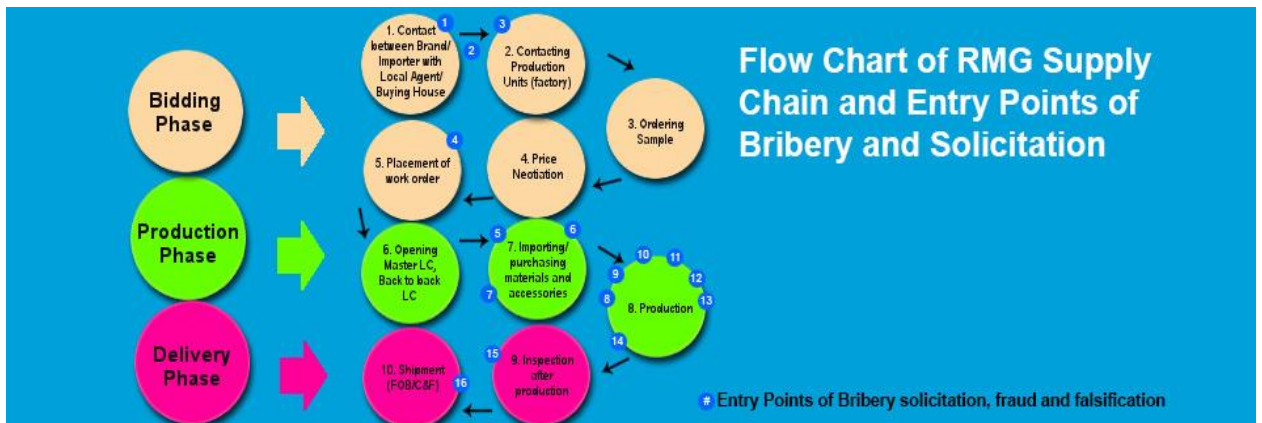 Flow Chart of RMG Supply
Chain and Entry Points of
Bribery and Solicitation
Bidding
Phase
1. Contact
between Brand/
Importer with
Local Agent/
Buying House
1
2
3
2. Contacting
Production
Units (factory)
3. Ordering
Sample
4. Price
Neotiation
4
5. Placement of
work order
Production
Phase
6. Opening
Master LC,
Back to back
LC
5
6
7
7. Importing/
purchasing
materials and
accessories
8
9
10
11
12
13
14
8. Production
Delivery
Phase
15
9. Inspection
after
production
10. Shipment
(FOB/C&F)
16
# Entry Points of Bribery solicitation, fraud and falsification